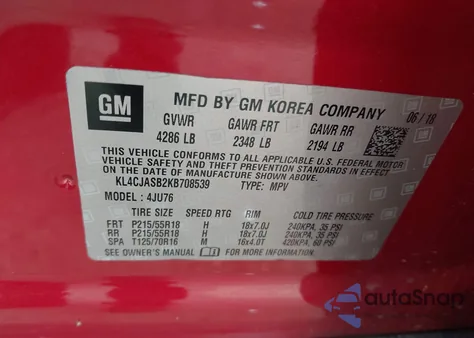 GM
MFD BY GM KOREA COMPANY
06/18
GVWR GAWR FRT GAWR RR
4286 LB 2348 LB 2194 LB
THIS VEHICLE CONFORMS TO ALL APPLICABLE U.S. FEDERAL MOTOR
VEHICLE SAFETY, BUMPER, AND THEFT PREVENTION STANDARDS
IN EFFECT ON THE DATE OF MANUFACTURE SHOWN ABOVE.
KL4CJASB2KB708539 TYPE: MPV
MODEL: 4JU76
TIRE SIZE SPEED RTG RIM COLD TIRE PRESSURE
FRT P215/55R18 H 18x7.0J 240KPA, 35 PSI
RR P215/55R18 H 18x7.0J 240KPA, 35 PSI
SPA T125/70R16 M 16x4.0T 420KPA, 60 PSI
SEE OWNER'S MANUAL FOR MORE INFORMATION.
autoSnap